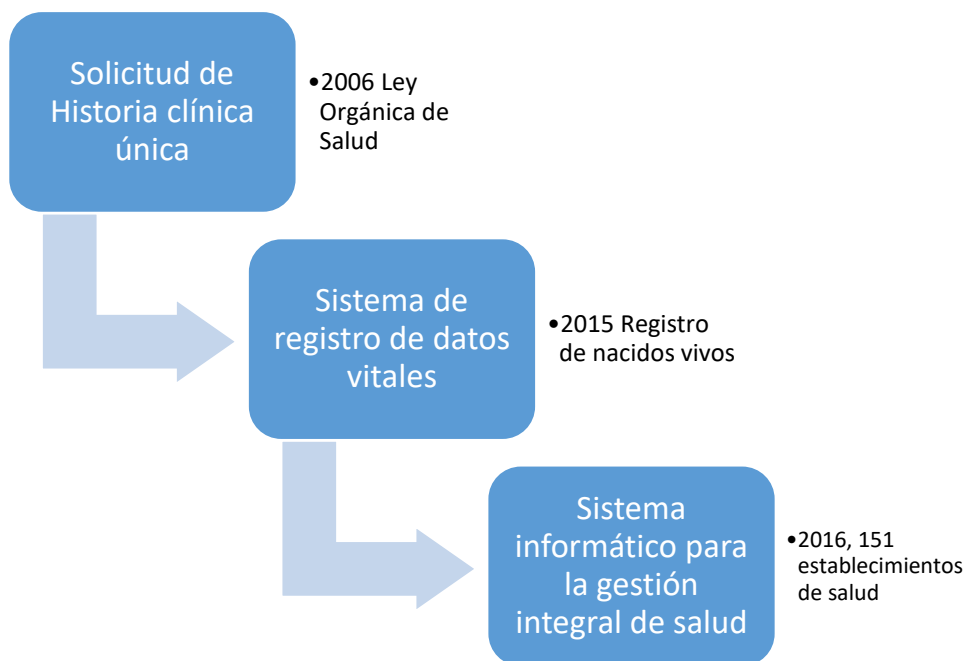 Solicitud de
Historia clínica
única
•2006 Ley
Orgánica de
Salud
Sistema de
registro de datos
vitales
•2015 Registro
de nacidos vivos
Sistema
informático para
la gestión
integral de salud
•2016, 151
establecimientos
de salud